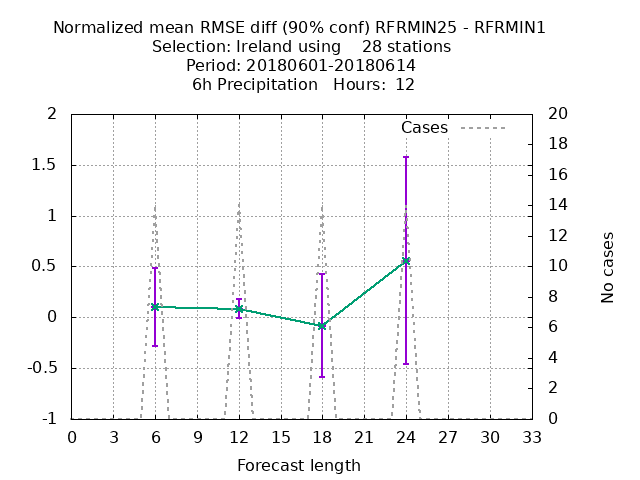 Normalized mean RMSE diff (90% conf) RFRMIN25 - RFRMIN1
Selection: Ireland using    28 stations
Period: 20180601-20180614
6h Precipitation   Hours:  12
Cases
2
1.5
1
0.5
0
-0.5
-1
20
18
16
14
12
10
8
6
4
2
0
No cases
0 3 6 9 12 15 18 21 24 27 30 33
Forecast length